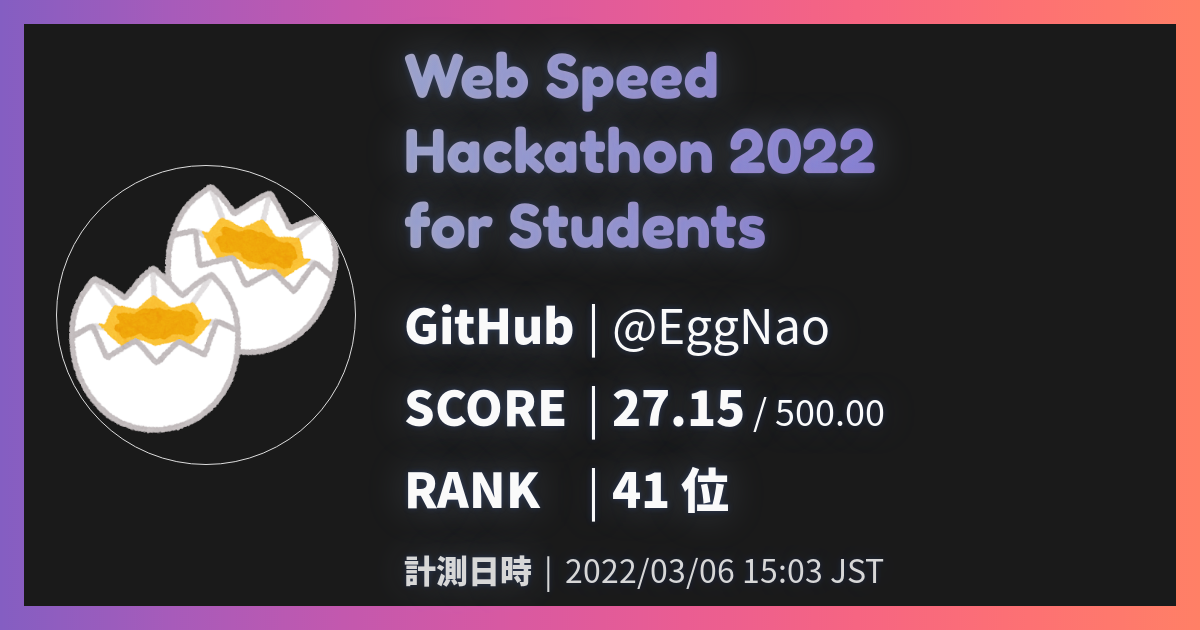 Web Speed
Hackathon 2022
for Students
GitHub | @EggNao
SCORE | 27.15 / 500.00
RANK | 41 位
計測日時 | 2022/03/06 15:03 JST